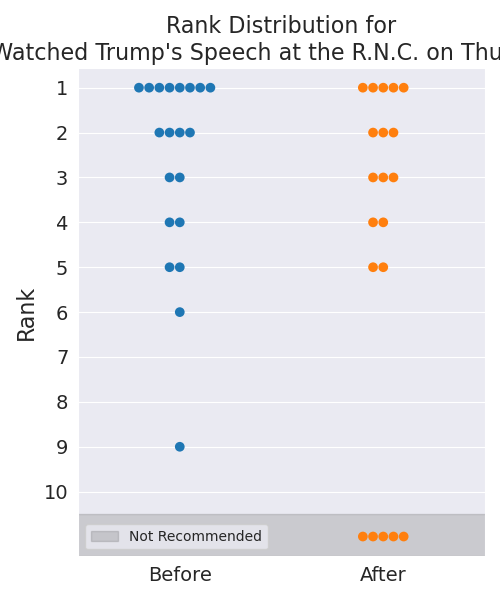 Rank Distribution for
Watched Trump's Speech at the R.N.C. on Thu
1
2
3
4
5
6
7
8
9
10
Rank
Not Recommended
Before
After